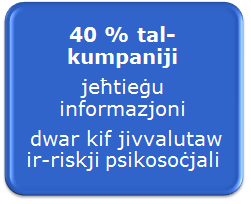 40 % tal-
kumpaniji
jeħtieġu
informazzjoni
dwar kif jivvalutaw
ir-riskji psikosoċjali